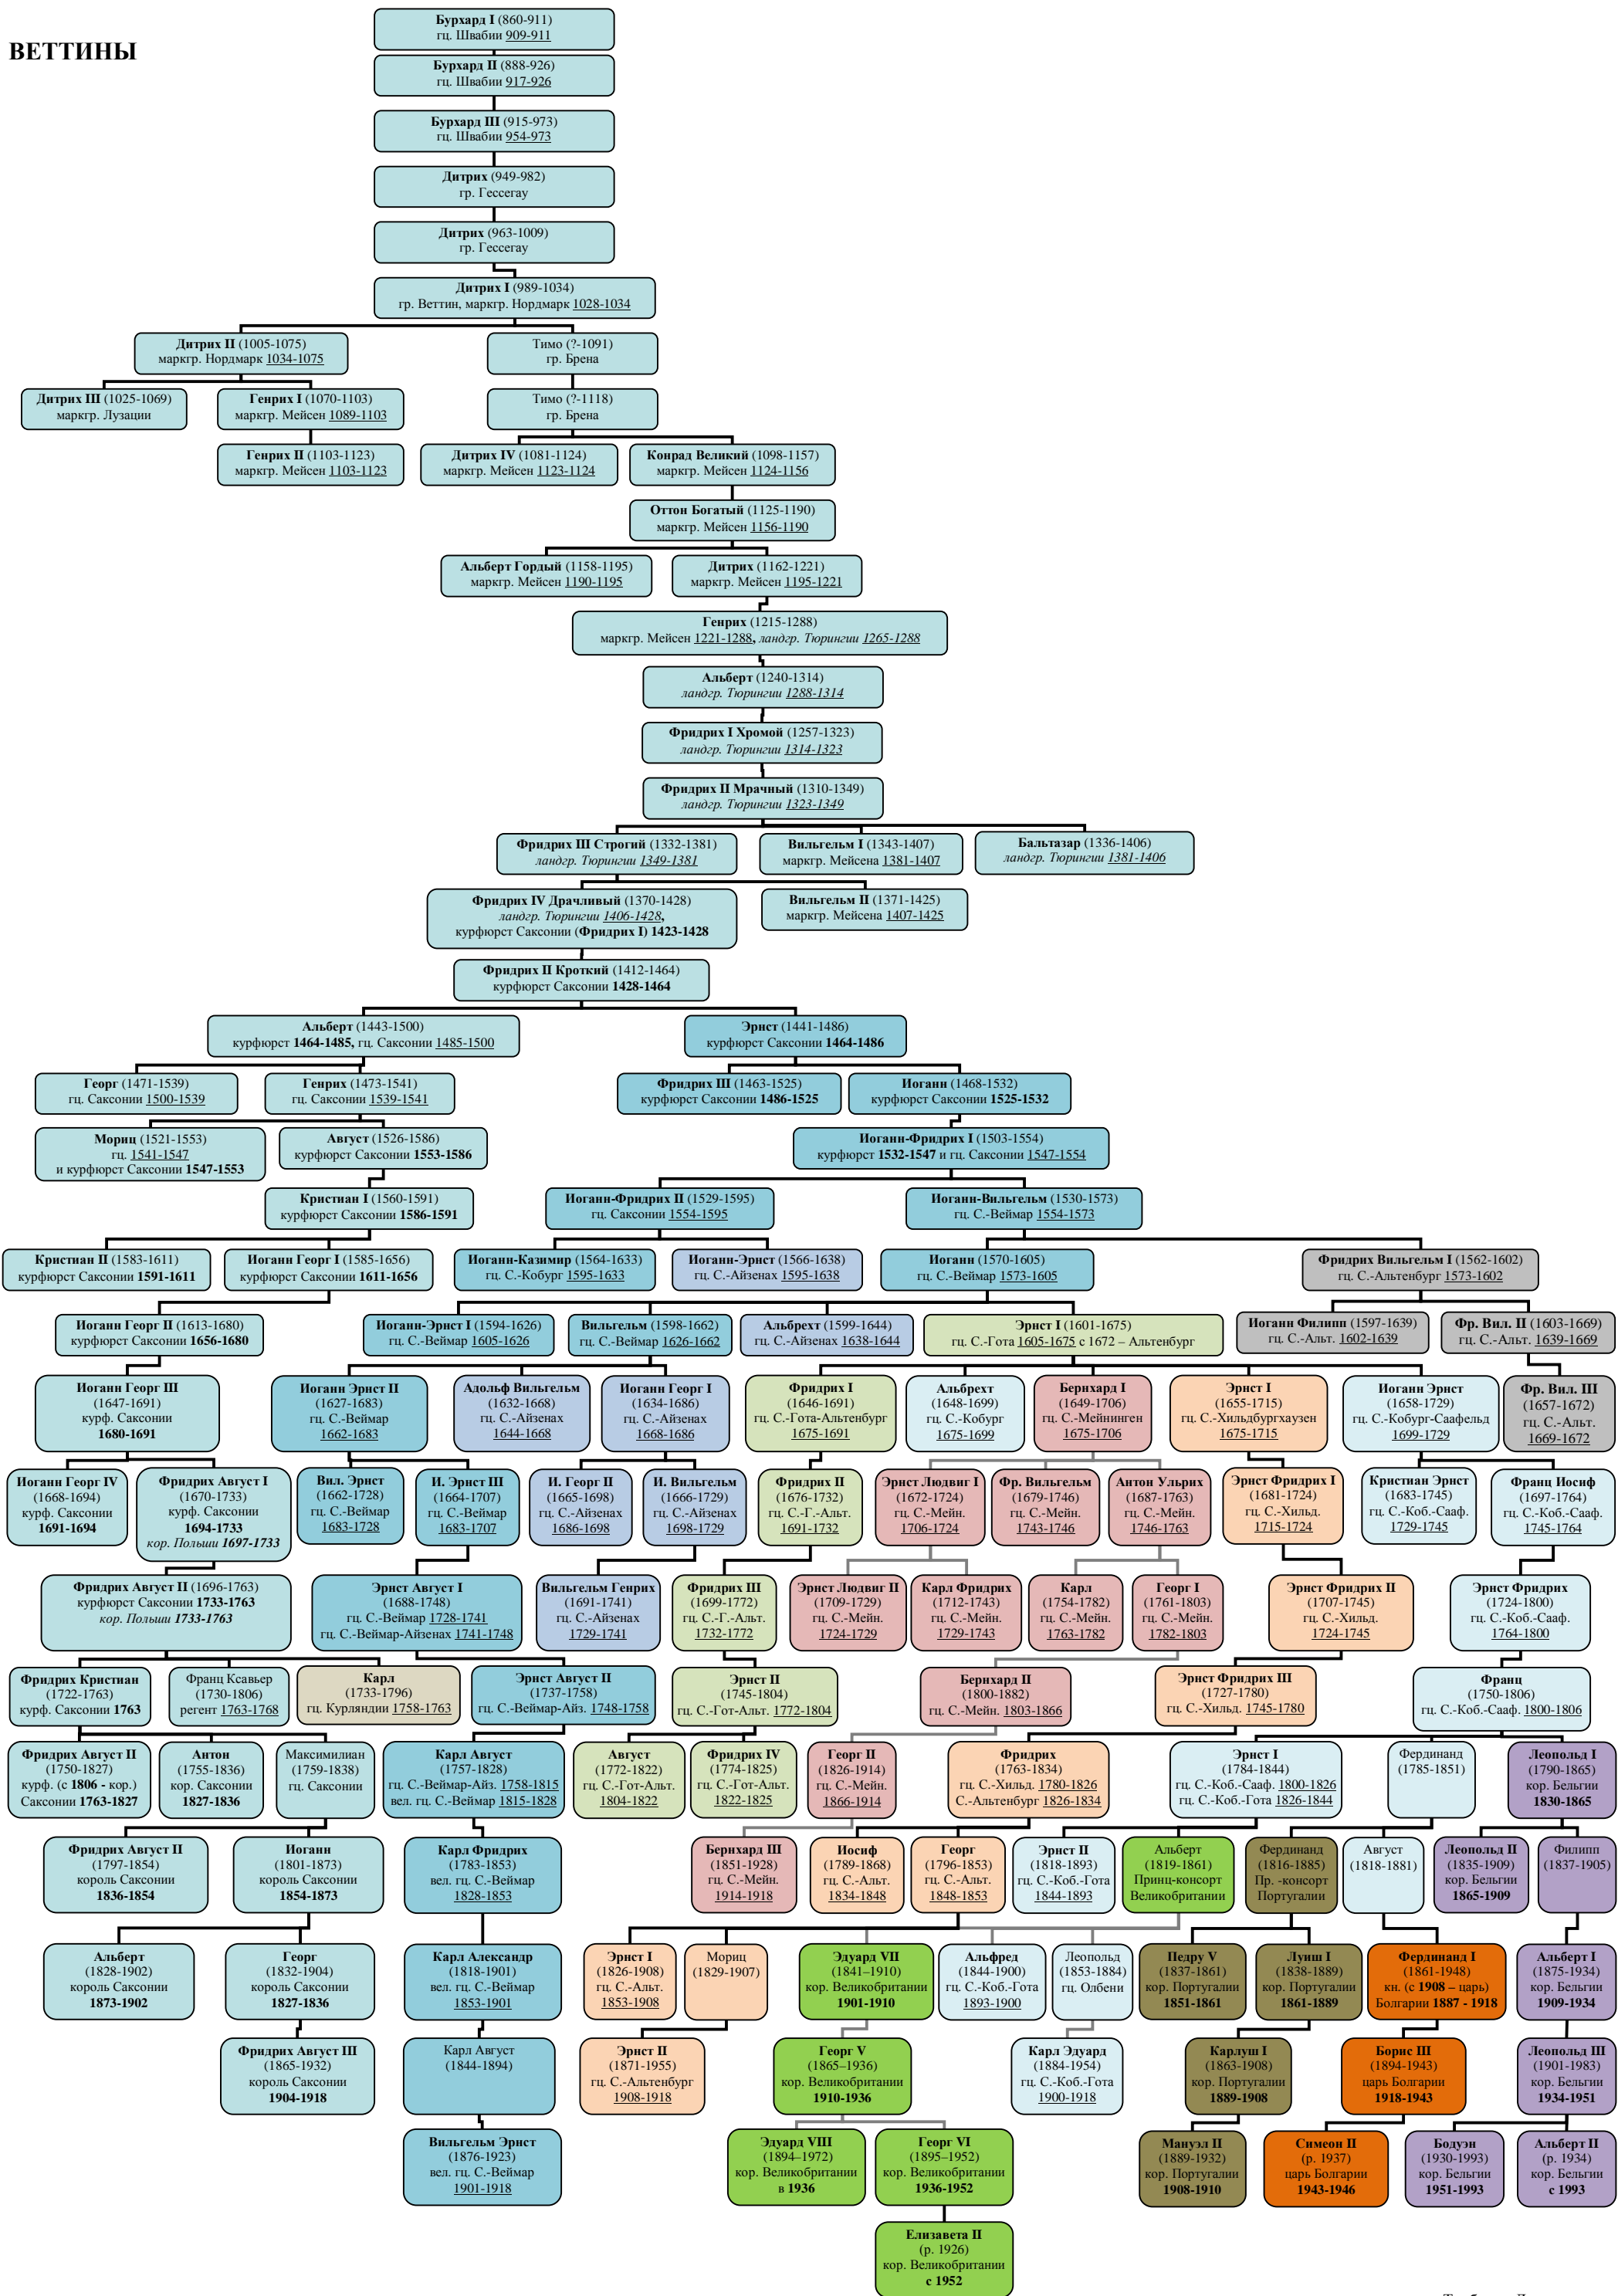 ВЕТТИНЫ
Бурхард I (860-911)
гц. Швабии 909-911
Бурхард II (888-926)
гц. Швабии 917-926
Бурхард III (915-973)
гц. Швабии 954-973
Дитрих (949-982)
гр. Гессегау
Дитрих (963-1009)
гр. Гессегау
Дитрих I (989-1034)
гр. Веттин, маркгр. Нордмарк 1028-1034
Дитрих II (1005-1075)
маркгр. Нордмарк 1034-1075
Тимо (?-1091)
гр. Брена
Дитрих III (1025-1069)
маркгр. Лузации
Генрих I (1070-1103)
маркгр. Мейсен 1089-1103
Тимо (?-1118)
гр. Брена
Генрих II (1103-1123)
маркгр. Мейсен 1103-1123
Дитрих IV (1081-1124)
маркгр. Мейсен 1123-1124
Конрад Великий (1098-1157)
маркгр. Мейсен 1124-1156
Оттон Богатый (1125-1190)
маркгр. Мейсен 1156-1190
Альберт Гордый (1158-1195)
маркгр. Мейсен 1190-1195
Дитрих (1162-1221)
маркгр. Мейсен 1195-1221
Генрих (1215-1288)
маркгр. Мейсен 1221-1288, ландгр. Тюрингии 1265-1288
Альберт (1240-1314)
ландгр. Тюрингии 1288-1314
Фридрих I Хромой (1257-1323)
ландгр. Тюрингии 1314-1323
Фридрих II Мрачный (1310-1349)
ландгр. Тюрингии 1323-1349
Фридрих III Строгий (1332-1381)
ландгр. Тюрингии 1349-1381
Вильгельм I (1343-1407)
маркгр. Мейсена 1381-1407
Бальтазар (1336-1406)
ландгр. Тюрингии 1381-1406
Фридрих IV Драчливый (1370-1428)
ландгр. Тюрингии 1406-1428,
курфюрст Саксонии (Фридрих I) 1423-1428
Вильгельм II (1371-1425)
маркгр. Мейсена 1407-1425
Фридрих II Кроткий (1412-1464)
курфюрст Саксонии 1428-1464
Альберт (1443-1500)
курфюрст 1464-1485, гц. Саксонии 1485-1500
Эрнст (1441-1486)
курфюрст Саксонии 1464-1486
Георг (1471-1539)
гц. Саксонии 1500-1539
Генрих (1473-1541)
гц. Саксонии 1539-1541
Фридрих III (1463-1525)
курфюрст Саксонии 1486-1525
Иоганн (1468-1532)
курфюрст Саксонии 1525-1532
Мориц (1521-1553)
гц. 1541-1547
и курфюрст Саксонии 1547-1553
Август (1526-1586)
курфюрст Саксонии 1553-1586
Иоганн-Фридрих I (1503-1554)
курфюрст 1532-1547 и гц. Саксонии 1547-1554
Кристиан I (1560-1591)
курфюрст Саксонии 1586-1591
Иоганн-Фридрих II (1529-1595)
гц. Саксонии 1554-1595
Иоганн-Вильгельм (1530-1573)
гц. С.-Веймар 1554-1573
Кристиан II (1583-1611)
курфюрст Саксонии 1591-1611
Иоганн Георг I (1585-1656)
курфюрст Саксонии 1611-1656
Иоганн-Казимир (1564-1633)
гц. С.-Кобург 1595-1633
Иоганн-Эрнст (1566-1638)
гц. С.-Айзенах 1595-1638
Иоганн (1570-1605)
гц. С.-Веймар 1573-1605
Фридрих Вильгельм I (1562-1602)
гц. С.-Альтенбург 1573-1602
Иоганн Георг II (1613-1680)
курфюрст Саксонии 1656-1680
Иоганн-Эрнст I (1594-1626)
гц. С.-Веймар 1605-1626
Вильгельм (1598-1662)
гц. С.-Веймар 1626-1662
Альбрехт (1599-1644)
гц. С.-Айзенах 1638-1644
Эрнст I (1601-1675)
гц. С.-Гота 1605-1675 с 1672 – Альтенбург
Иоганн Филипп (1597-1639)
гц. С.-Альт. 1602-1639
Фр. Вил. II (1603-1669)
гц. С.-Альт. 1639-1669
Иоганн Георг III
(1647-1691)
курф. Саксонии
1680-1691
Иоганн Эрнст II
(1627-1683)
гц. С.-Веймар
1662-1683
Адольф Вильгельм
(1632-1668)
гц. С.-Айзенах
1644-1668
Иоганн Георг I
(1634-1686)
гц. С.-Айзенах
1668-1686
Фридрих I
(1646-1691)
гц. С.-Гота-Альтенбург
1675-1691
Альбрехт
(1648-1699)
гц. С.-Кобург
1675-1699
Бернхард I
(1649-1706)
гц. С.-Мейнинген
1675-1706
Эрнст I
(1655-1715)
гц. С.-Хильдбургхаузен
1675-1715
Иоганн Эрнст
(1658-1729)
гц. С.-Кобург-Саафельд
1699-1729
Фр. Вил. III
(1657-1672)
гц. С.-Альт.
1669-1672
Иоганн Георг IV
(1668-1694)
курф. Саксонии
1691-1694
Фридрих Август I
(1670-1733)
курф. Саксонии
1694-1733
кор. Польши 1697-1733
Вил. Эрнст
(1662-1728)
гц. С.-Веймар
1683-1728
И. Эрнст III
(1664-1707)
гц. С.-Веймар
1683-1707
И. Георг II
(1665-1698)
гц. С.-Айзенах
1686-1698
И. Вильгельм
(1666-1729)
гц. С.-Айзенах
1698-1729
Фридрих II
(1676-1732)
гц. С.-Г.-Альт.
1691-1732
Эрнст Людвиг I
(1672-1724)
гц. С.-Мейн.
1706-1724
Фр. Вильгельм
(1679-1746)
гц. С.-Мейн.
1743-1746
Антон Ульрих
(1687-1763)
гц. С.-Мейн.
1746-1763
Эрнст Фридрих I
(1681-1724)
гц. С.-Хильд.
1715-1724
Кристиан Эрнст
(1683-1745)
гц. С.-Коб.-Сааф.
1729-1745
Франц Иосиф
(1697-1764)
гц. С.-Коб.-Сааф.
1745-1764
Фридрих Август II (1696-1763)
курфюрст Саксонии 1733-1763
кор. Польши 1733-1763
Эрнст Август I
(1688-1748)
гц. С.-Веймар 1728-1741
гц. С.-Веймар-Айзенах 1741-1748
Вильгельм Генрих
(1691-1741)
гц. С.-Айзенах
1729-1741
Фридрих III
(1699-1772)
гц. С.-Г.-Альт.
1732-1772
Эрнст Людвиг II
(1709-1729)
гц. С.-Мейн.
1724-1729
Карл Фридрих
(1712-1743)
гц. С.-Мейн.
1729-1743
Карл
(1754-1782)
гц. С.-Мейн.
1763-1782
Георг I
(1761-1803)
гц. С.-Мейн.
1782-1803
Эрнст Фридрих II
(1707-1745)
гц. С.-Хильд.
1724-1745
Эрнст Фридрих
(1724-1800)
гц. С.-Коб.-Сааф.
1764-1800
Фридрих Кристиан
(1722-1763)
курф. Саксонии 1763
Франц Ксавьер
(1730-1806)
регент 1763-1768
Карл
(1733-1796)
гц. Курляндии 1758-1763
Эрнст Август II
(1737-1758)
гц. С.-Веймар-Айз. 1748-1758
Эрнст II
(1745-1804)
гц. С.-Гот-Альт. 1772-1804
Бернхард II
(1800-1882)
гц. С.-Мейн. 1803-1866
Эрнст Фридрих III
(1727-1780)
гц. С.-Хильд. 1745-1780
Франц
(1750-1806)
гц. С.-Коб.-Сааф. 1800-1806
Фридрих Август II
(1750-1827)
курф. (с 1806 - кор.)
Саксонии 1763-1827
Антон
(1755-1836)
кор. Саксонии
1827-1836
Максимилиан
(1759-1838)
гц. Саксонии
Карл Август
(1757-1828)
гц. С.-Веймар-Айз. 1758-1815
вел. гц. С.-Веймар 1815-1828
Август
(1772-1822)
гц. С.-Гот-Альт.
1804-1822
Фридрих IV
(1774-1825)
гц. С.-Гот-Альт.
1822-1825
Георг II
(1826-1914)
гц. С.-Мейн.
1866-1914
Фридрих
(1763-1834)
гц. С.-Хильд. 1780-1826
С.-Альтенбург 1826-1834
Эрнст I
(1784-1844)
гц. С.-Коб.-Сааф. 1800-1826
гц. С.-Коб.-Гота 1826-1844
Фердинанд
(1785-1851)
Леопольд I
(1790-1865)
кор. Бельгии
1830-1865
Фридрих Август II
(1797-1854)
король Саксонии
1836-1854
Иоганн
(1801-1873)
король Саксонии
1854-1873
Карл Фридрих
(1783-1853)
вел. гц. С.-Веймар
1828-1853
Бернхард III
(1851-1928)
гц. С.-Мейн.
1914-1918
Иосиф
(1789-1868)
гц. С.-Альт.
1834-1848
Георг
(1796-1853)
гц. С.-Альт.
1848-1853
Эрнст II
(1818-1893)
гц. С.-Коб.-Гота
1844-1893
Альберт
(1819-1861)
Принц-консорт
Великобритании
Фердинанд
(1816-1885)
Пр. -консорт
Португалии
Август
(1818-1881)
Леопольд II
(1835-1909)
кор. Бельгии
1865-1909
Филипп
(1837-1905)
Альберт
(1828-1902)
король Саксонии
1873-1902
Георг
(1832-1904)
король Саксонии
1827-1836
Карл Александр
(1818-1901)
вел. гц. С.-Веймар
1853-1901
Эрнст I
(1826-1908)
гц. С.-Альт.
1853-1908
Мориц
(1829-1907)
Эдуард VII
(1841–1910)
кор. Великобритании
1901-1910
Альфред
(1844-1900)
гц. С.-Коб.-Гота
1893-1900
Леопольд
(1853-1884)
гц. Олбени
Педру V
(1837-1861)
кор. Португалии
1851-1861
Луиш I
(1838-1889)
кор. Португалии
1861-1889
Фердинанд I
(1861-1948)
кн. (с 1908 – царь)
Болгарии 1887 - 1918
Альберт I
(1875-1934)
кор. Бельгии
1909-1934
Фридрих Август III
(1865-1932)
король Саксонии
1904-1918
Карл Август
(1844-1894)
Эрнст II
(1871-1955)
гц. С.-Альтенбург
1908-1918
Георг V
(1865–1936)
кор. Великобритании
1910-1936
Карл Эдуард
(1884-1954)
гц. С.-Коб.-Гота
1900-1918
Карлуш I
(1863-1908)
кор. Португалии
1889-1908
Борис III
(1894-1943)
царь Болгарии
1918-1943
Леопольд III
(1901-1983)
кор. Бельгии
1934-1951
Вильгельм Эрнст
(1876-1923)
вел. гц. С.-Веймар
1901-1918
Эдуард VIII
(1894–1972)
кор. Великобритании
в 1936
Георг VI
(1895–1952)
кор. Великобритании
1936-1952
Мануэл II
(1889-1932)
кор. Португалии
1908-1910
Симеон II
(р. 1937)
царь Болгарии
1943-1946
Бодуэн
(1930-1993)
кор. Бельгии
1951-1993
Альберт II
(р. 1934)
кор. Бельгии
с 1993
Елизавета II
(р. 1926)
кор. Великобритании
с 1952